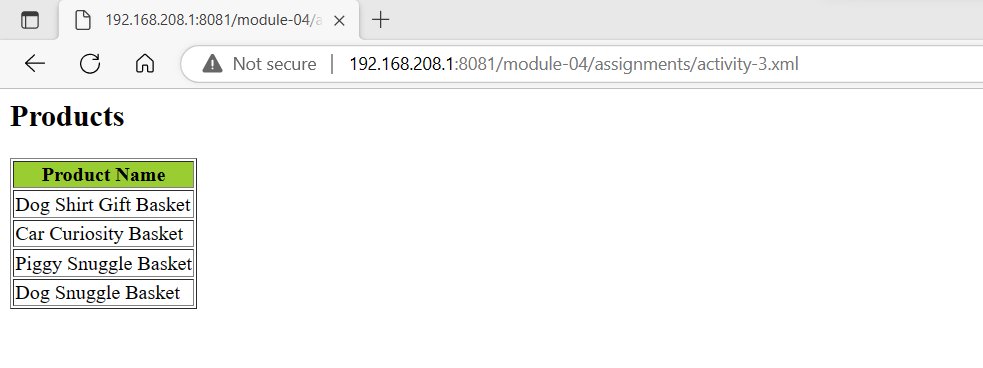 192.168.208.1:8081/module-04/a
Not secure | 192.168.208.1:8081/module-04/assignments/activity-3.xml
Products
Product Name
Dog Shirt Gift Basket
Car Curiosity Basket
Piggy Snuggle Basket
Dog Snuggle Basket